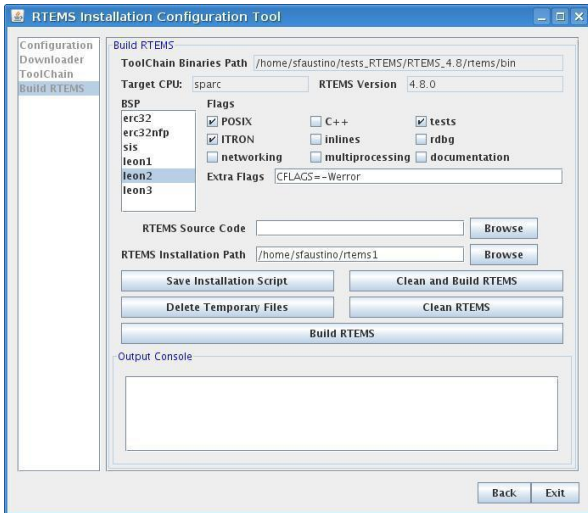 RTEMS Installation Configuration Tool
Configuration
Downloader
ToolChain
Build RTEMS
Build RTEMS
ToolChain Binaries Path /home/sfaustino/tests_RTEMS/RTEMS_4.8/rtems/bin
Target CPU: sparc RTEMS Version 4.8.0
BSP Flags
erc32
erc32nfp
sis
leon1
leon2
leon3
POSIX C++ tests
ITRON inlines rdbg
networking multiprocessing documentation
Extra Flags CFLAGS=-Werror
RTEMS Source Code Browse
RTEMS Installation Path /home/sfaustino/rtems1 Browse
Save Installation Script Clean and Build RTEMS
Delete Temporary Files Clean RTEMS
Build RTEMS
Output Console
Back Exit